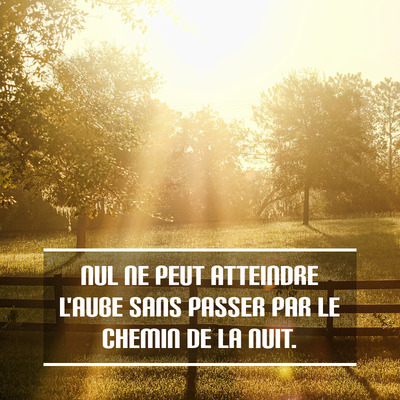 NUL NE PEUT ATTEINDRE
L'AUBE SANS PASSER PAR LE
CHEMIN DE LA NUIT.